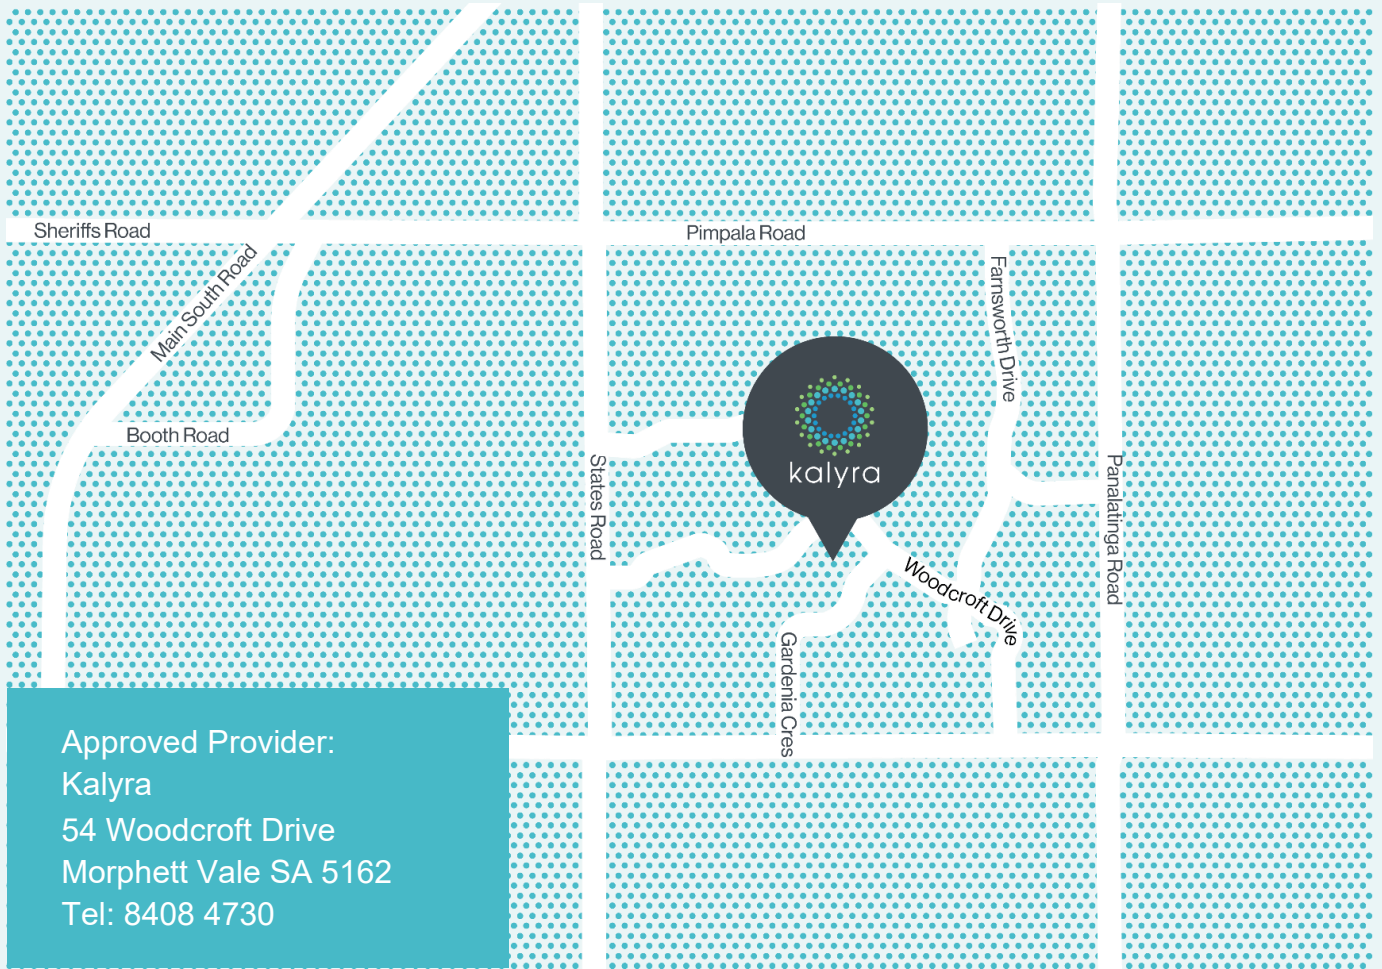 Sheriffs Road
Pimpala Road
Main South Road
Farnsworth Drive
Booth Road
kalyra
States Road
Panalatinga Road
Woodcroft Drive
Gardenia Cres
Approved Provider:
Kalyra
54 Woodcroft Drive
Morphett Vale SA 5162
Tel: 8408 4730